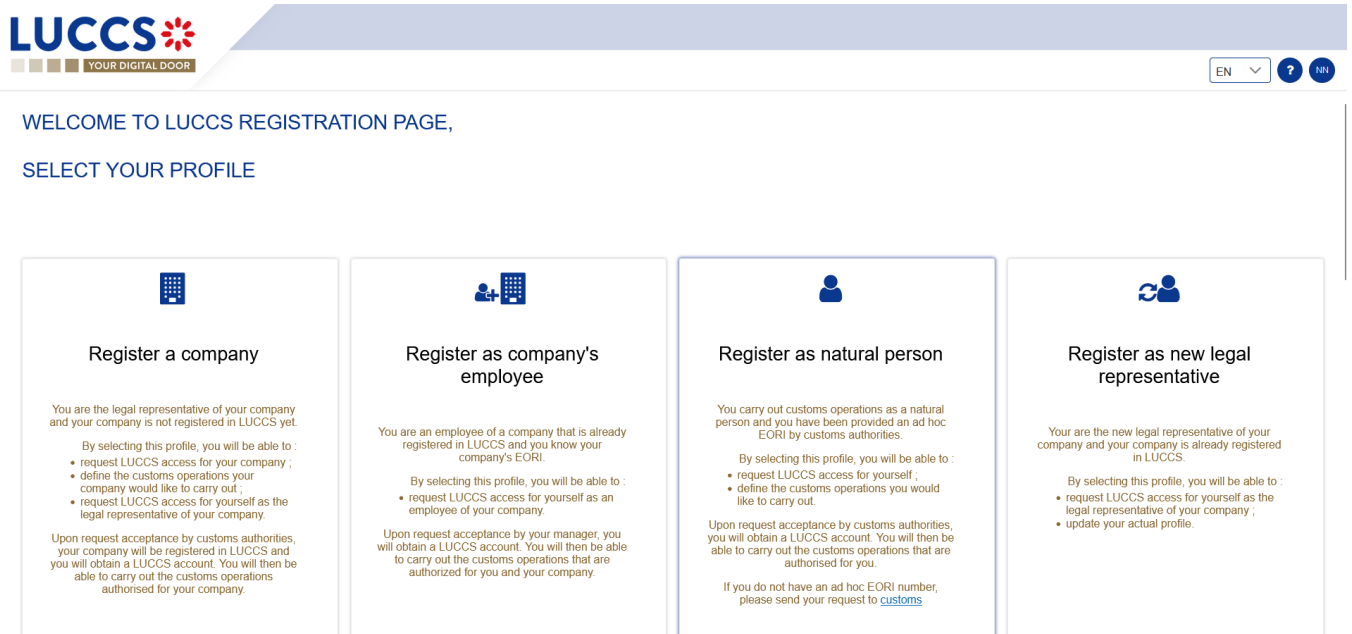 LUCCS
YOUR DIGITAL DOOR
EN
?
NN
WELCOME TO LUCCS REGISTRATION PAGE,
SELECT YOUR PROFILE
Register a company
You are the legal representative of your company
and your company is not registered in LUCCS yet.
By selecting this profile, you will be able to :
• request LUCCS access for your company ;
• define the customs operations your
company would like to carry out ;
• request LUCCS access for yourself as the
legal representative of your company.
Upon request acceptance by customs authorities,
your company will be registered in LUCCS and
you will obtain a LUCCS account. You will then be
able to carry out the customs operations
authorised for your company.
Register as company's
employee
You are an employee of a company that is already
registered in LUCCS and you know your
company's EORI.
By selecting this profile, you will be able to :
• request LUCCS access for yourself as an
employee of your company.
Upon request acceptance by your manager, you
will obtain a LUCCS account. You will then be able
to carry out the customs operations that are
authorized for you and your company.
Register as natural person
You carry out customs operations as a natural
person and you have been provided an ad hoc
EORI by customs authorities.
By selecting this profile, you will be able to :
• request LUCCS access for yourself ;
• define the customs operations you would
like to carry out.
Upon request acceptance by customs authorities,
you will obtain a LUCCS account. You will then be
able to carry out the customs operations that are
authorised for you.
If you do not have an ad hoc EORI number,
please send your request to customs
Register as new legal
representative
Your are the new legal representative of your
company and your company is already registered
in LUCCS.
By selecting this profile, you will be able to :
• request LUCCS access for yourself as the
legal representative of your company ;
• update your actual profile.